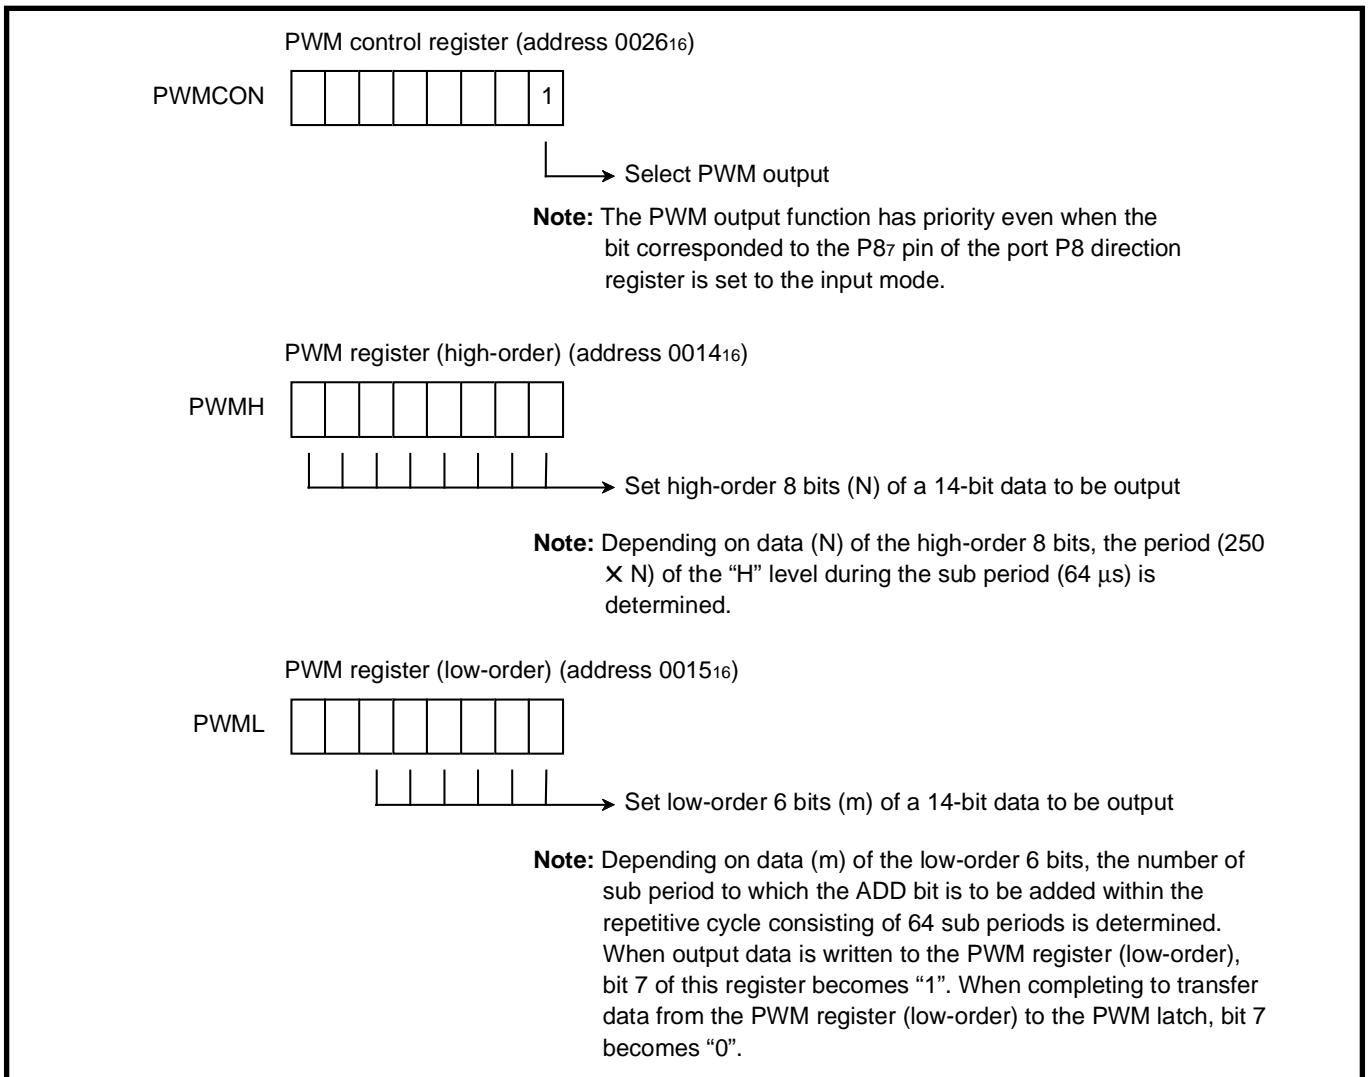 PWM control register (address 002616)
PWMCON 1
Select PWM output
Note: The PWM output function has priority even when the
bit corresponded to the P87 pin of the port P8 direction
register is set to the input mode.
PWM register (high-order) (address 001416)
PWMH
Set high-order 8 bits (N) of a 14-bit data to be output
Note: Depending on data (N) of the high-order 8 bits, the period (250
✕ N) of the “H” level during the sub period (64 μs) is
determined.
PWM register (low-order) (address 001516)
PWML
Set low-order 6 bits (m) of a 14-bit data to be output
Note: Depending on data (m) of the low-order 6 bits, the number of
sub period to which the ADD bit is to be added within the
repetitive cycle consisting of 64 sub periods is determined.
When output data is written to the PWM register (low-order),
bit 7 of this register becomes “1”. When completing to transfer
data from the PWM register (low-order) to the PWM latch, bit 7
becomes “0”.